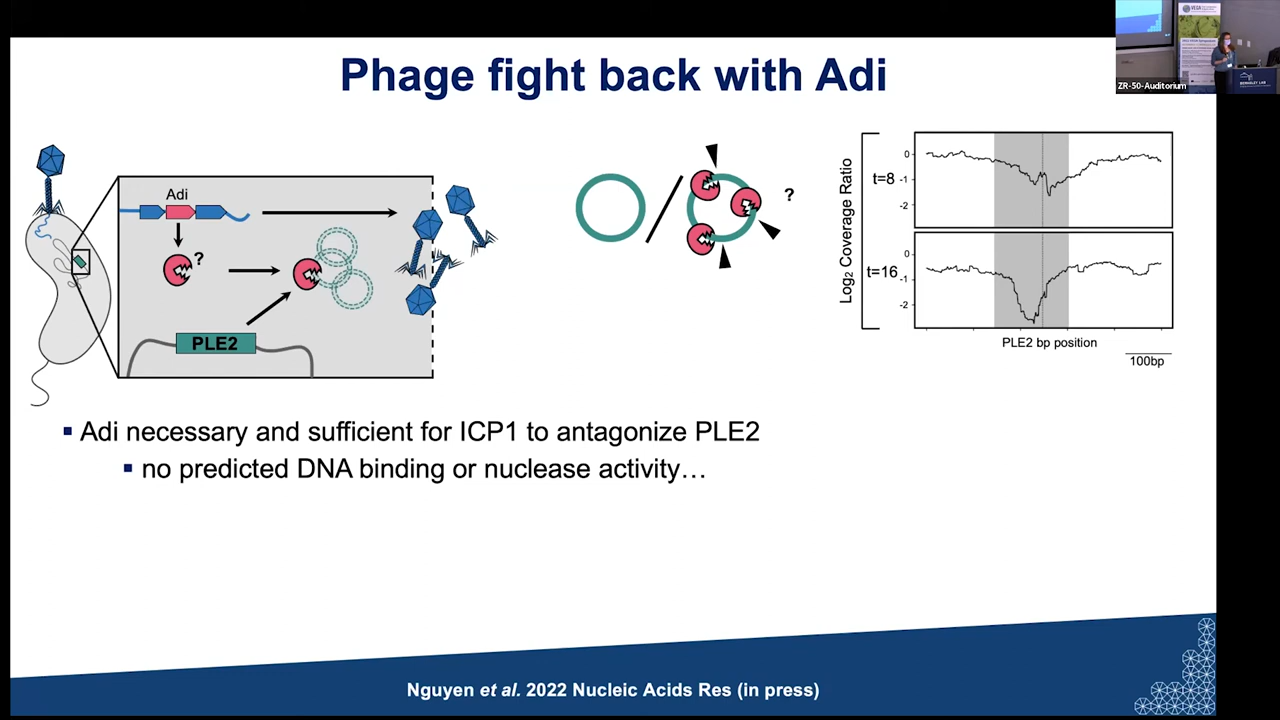 Phage fight back with Adi
ZR-50-Auditorium
BERKELEY LAB
Adi
?
PLE2
?
Log2 Coverage Ratio
t=8
0
-1
-2
t=16
0
-1
-2
PLE2 bp position
100bp
▪ Adi necessary and sufficient for ICP1 to antagonize PLE2
▪ no predicted DNA binding or nuclease activity…
Nguyen et al. 2022 Nucleic Acids Res (in press)